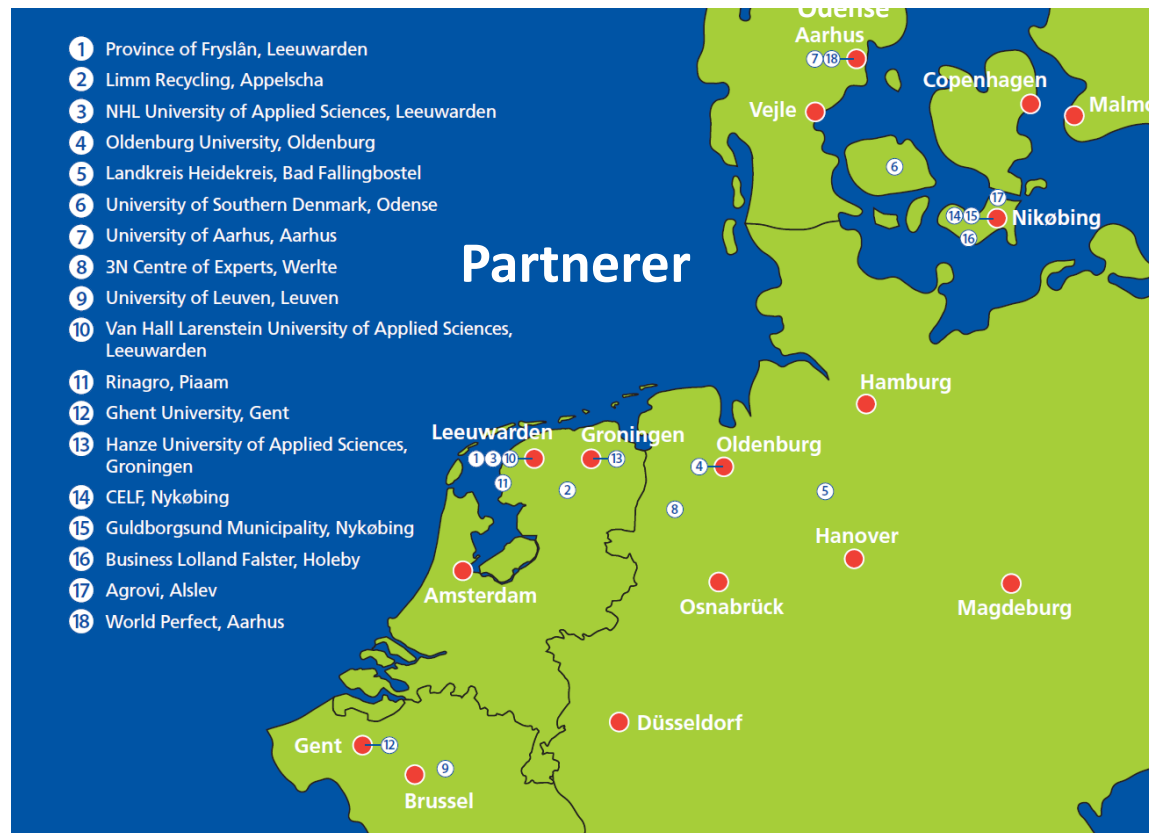 1 Province of Fryslân, Leeuwarden
2 Limm Recycling, Appelscha
3 NHL University of Applied Sciences, Leeuwarden
4 Oldenburg University, Oldenburg
5 Landkreis Heidekreis, Bad Fallingbostel
6 University of Southern Denmark, Odense
7 University of Aarhus, Aarhus
8 3N Centre of Experts, Werlte
9 University of Leuven, Leuven
10 Van Hall Larenstein University of Applied Sciences,
Leeuwarden
11 Rinagro, Piaam
12 Ghent University, Gent
13 Hanze University of Applied Sciences,
Groningen
14 CELF, Nykøbing
15 Guldborgsund Municipality, Nykøbing
16 Business Lolland Falster, Holeby
17 Agrovi, Alslev
18 World Perfect, Aarhus
Partnerer
Odense
Aarhus
7 18
Copenhagen
Vejle
Malmo
6
17
14 15
Nikøbing
16
Hamburg
Leeuwarden
Groningen
Oldenburg
1 3 10
13
4
11
2
5
8
Hanover
Amsterdam
Osnabrück
Magdeburg
Düsseldorf
Gent
12
9
Brussel